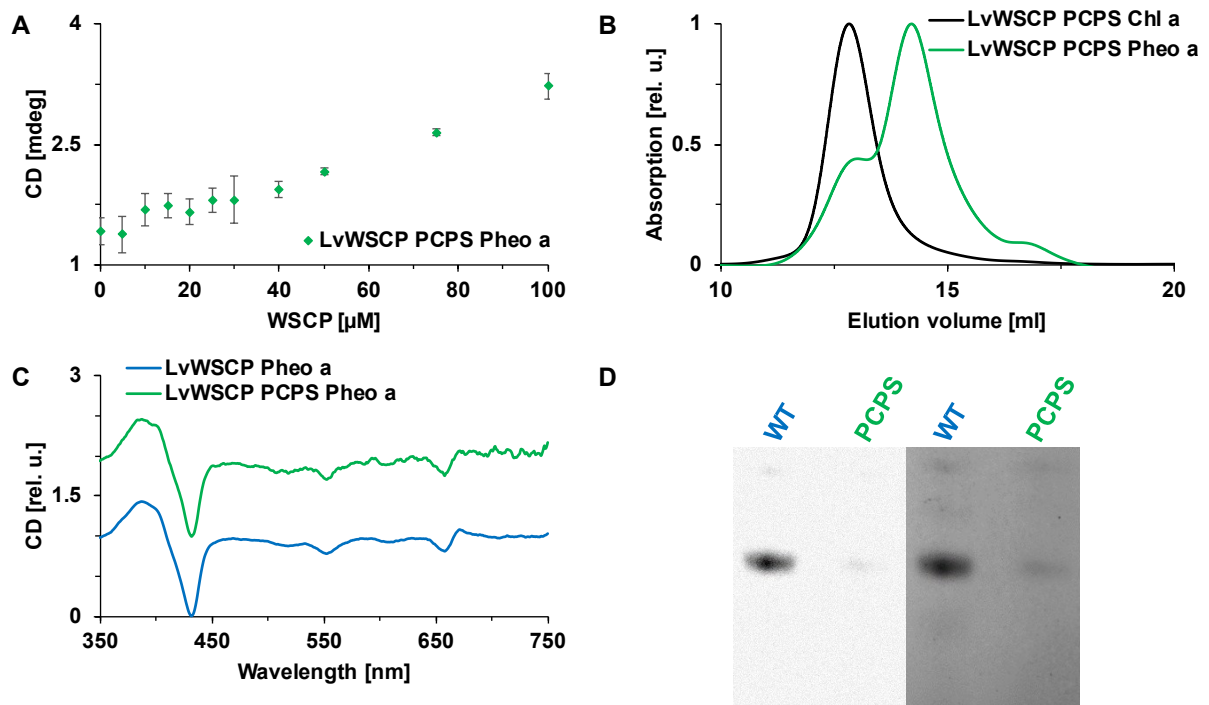 A
4
2.5
1
CD [mdeg]
LvWSCP PCPS Pheo a
0
20
40
60
80
100
WSCP [µM]
B
LvWSCP PCPS Chl a
LvWSCP PCPS Pheo a
1
0.5
0
Absorption [rel. u.]
10
15
20
Elution volume [ml]
C
LvWSCP Pheo a
LvWSCP PCPS Pheo a
3
1.5
0
CD [rel. u.]
350
450
550
650
750
Wavelength [nm]
D
WT
PCPS
WT
PCPS